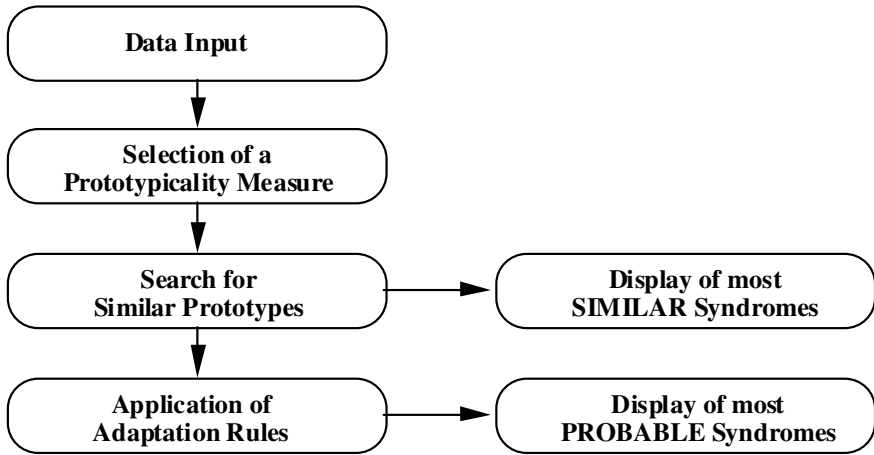 Data Input
Selection of a
Prototypicality Measure
Search for
Similar Prototypes
Display of most
SIMILAR Syndromes
Application of
Adaptation Rules
Display of most
PROBABLE Syndromes